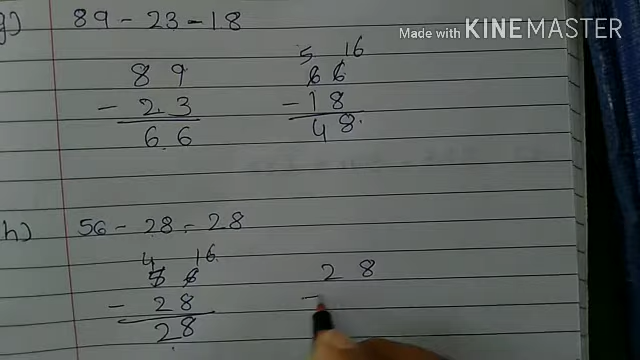 g) 89 - 23 - 18
Made with KINEMASTER
5 16
8 9 6 6
- 2 3 - 1 8
6 6 4 8
h) 56 - 28 - 28
4 16
5 6 2 8
- 2 8 -
2 8